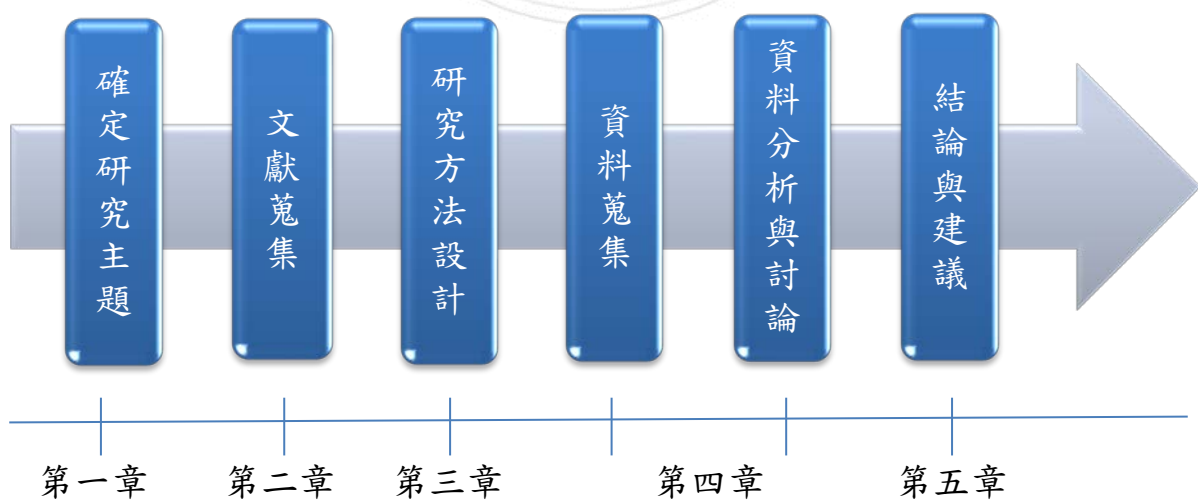 確定研究主題
文獻蒐集
研究方法設計
資料蒐集
資料分析與討論
結論與建議
第一章
第二章
第三章
第四章
第五章